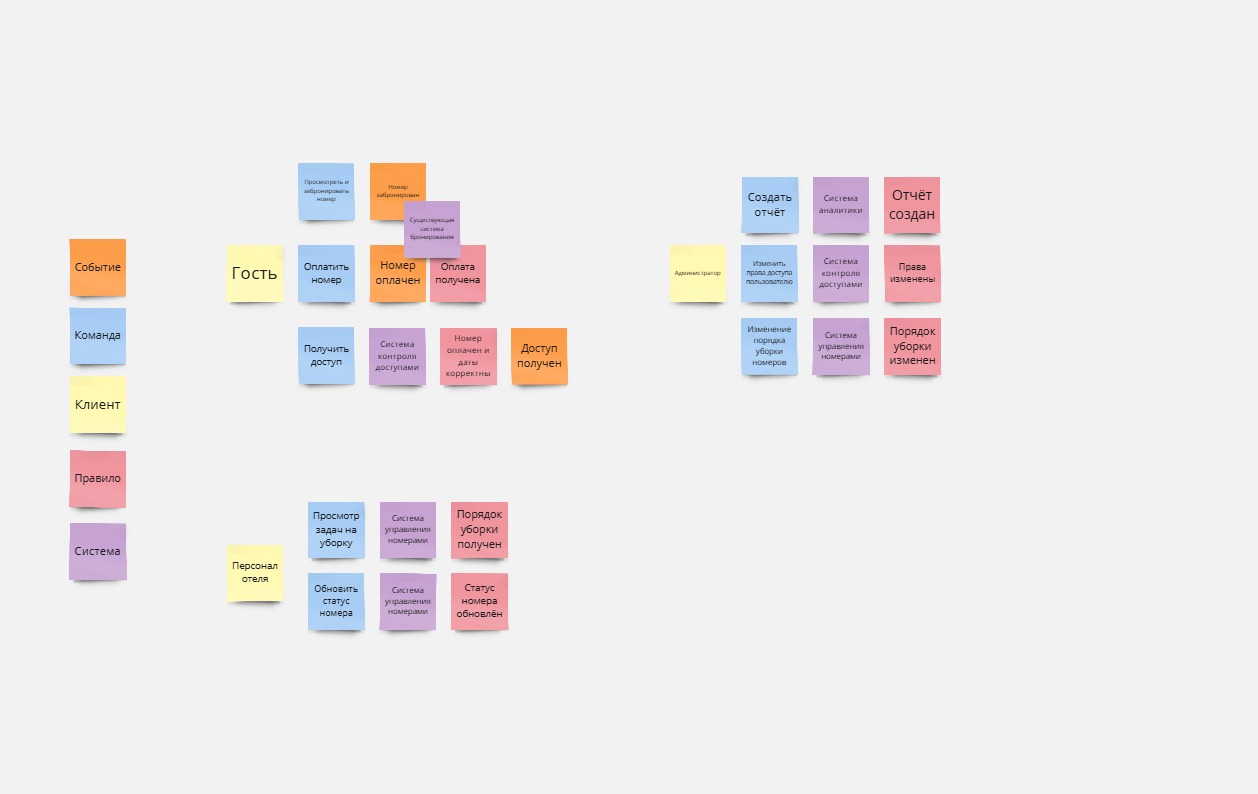 Событие
Команда
Клиент
Правило
Система
Гость
Просмотреть и
забронировать
номер
Номер
забронирован
Существующая
система
бронирования
Оплатить
номер
Номер
оплачен
Оплата
получена
Получить
доступ
Система
контроля
доступами
Номер
оплачен и
даты
корректны
Доступ
получен
Персонал
отеля
Просмотр
задач на
уборку
Система
управления
номерами
Порядок
уборки
получен
Обновить
статус
номера
Система
управления
номерами
Статус
номера
обновлён
Администратор
Создать
отчёт
Система
аналитики
Отчёт
создан
Изменить
права доступа
пользователю
Система
контроля
доступами
Права
изменены
Изменение
порядка
уборки
номеров
Система
управления
номерами
Порядок
уборки
изменен